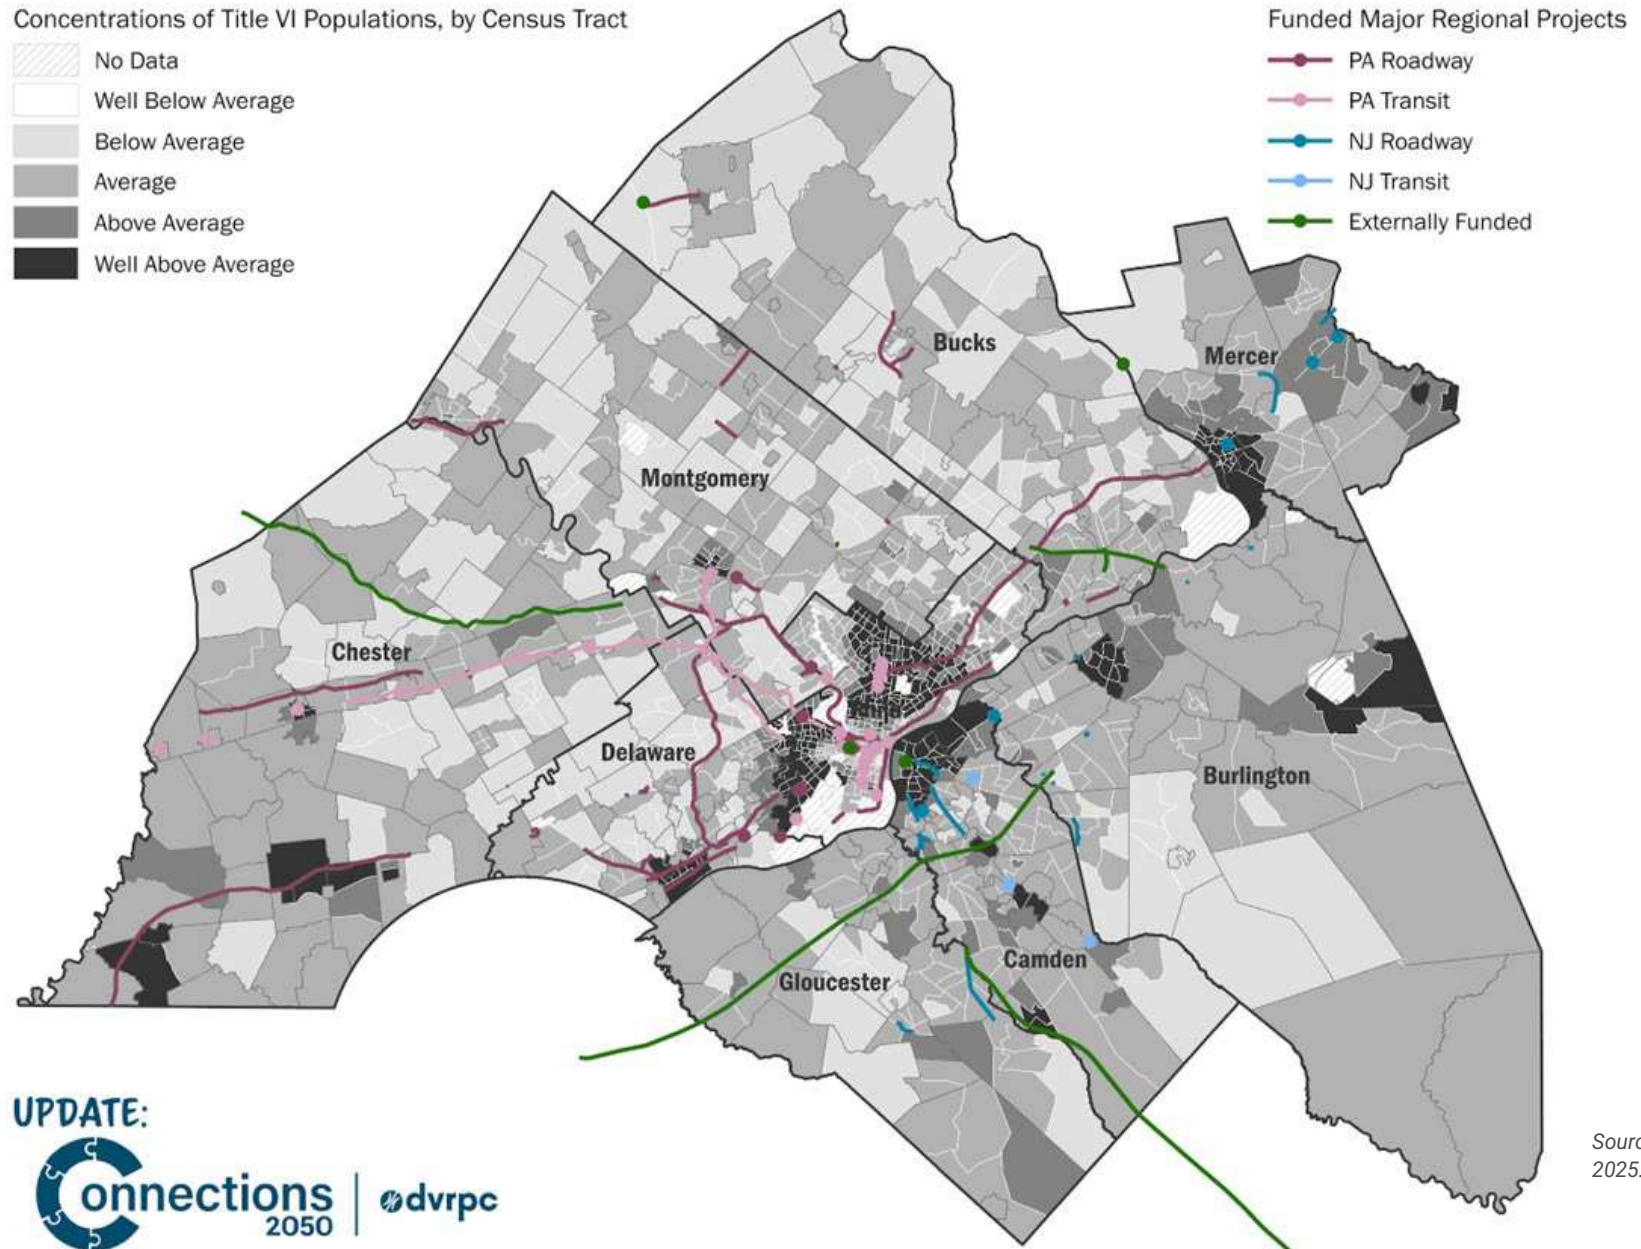 Concentrations of Title VI Populations, by Census Tract
No Data
Well Below Average
Below Average
Average
Above Average
Well Above Average
Funded Major Regional Projects
PA Roadway
PA Transit
NJ Roadway
NJ Transit
Externally Funded
Bucks
Mercer
Montgomery
Chester
Delaware
Burlington
Camden
Gloucester
UPDATE:
Connections
2050
dvrpc
Sourc
2025.